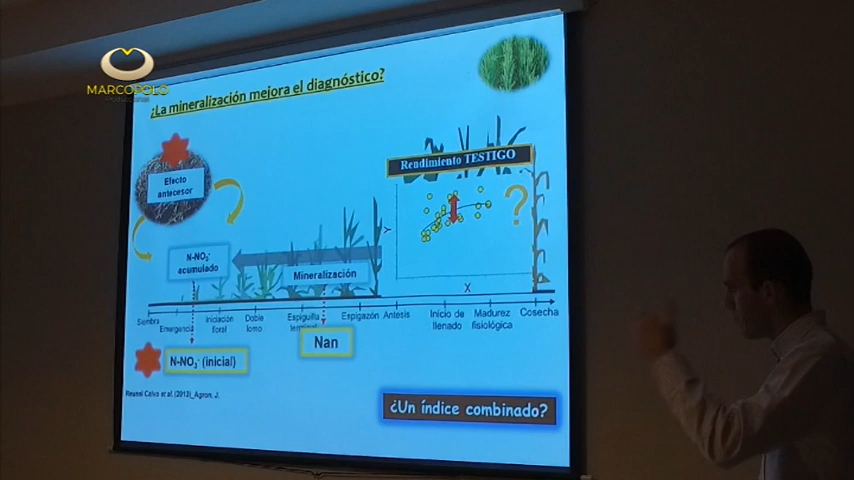 MARCOPOLO
¿La mineralización mejora el diagnóstico?
Rendimiento TESTIGO
Efecto
antecesor
?
N-NO3-
acumulado
Mineralización
Y
X
Siembra
Emergencia
Iniciación
floral
Doble
lomo
Espiguilla
terminal
Espigazón
Antesis
Inicio de
llenado
Madurez
fisiológica
Cosecha
N-NO3- (inicial)
Nan
Reussi Calvo et al. (2013)_Agron. J.
¿Un índice combinado?